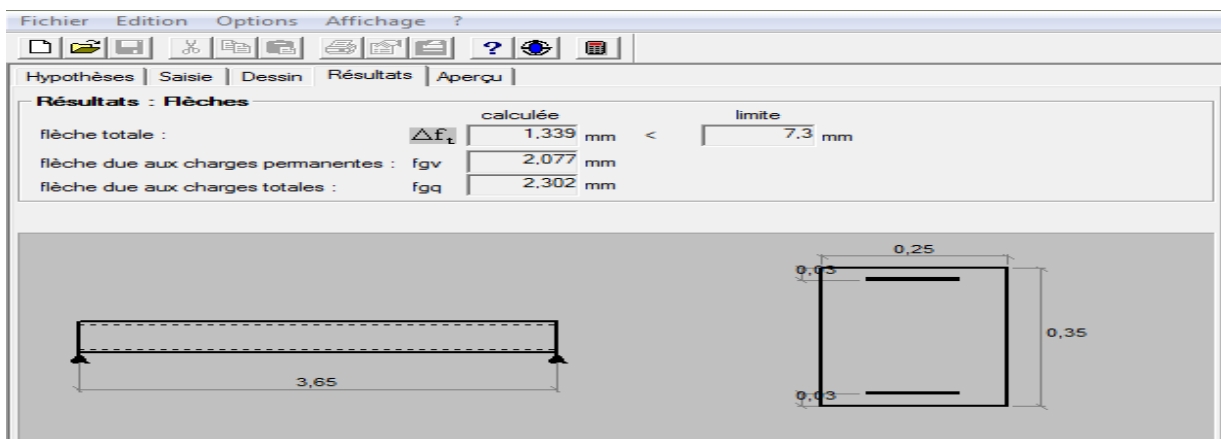 Fichier Edition Options Affichage ?
Hypothèses Saisie Dessin Résultats Aperçu
Résultats : Flèches
calculée limite
flèche totale : △ft 1,339 mm < 7.3 mm
flèche due aux charges permanentes : fgv 2,077 mm
flèche due aux charges totales : fgq 2,302 mm
0,25
0,03
0,35
3,65
0,03